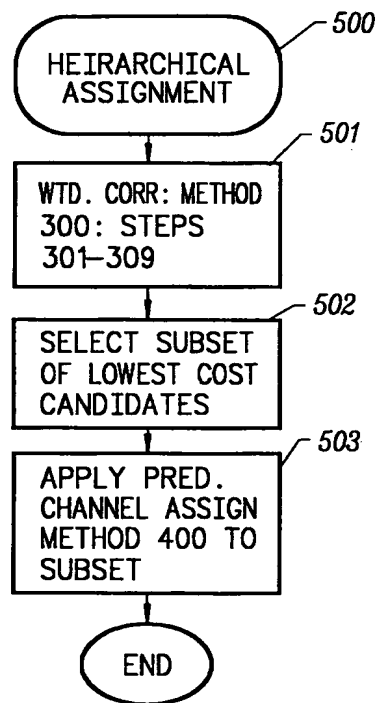 500
HEIRARCHICAL
ASSIGNMENT
501
WTD. CORR: METHOD
300: STEPS
301–309
502
SELECT SUBSET
OF LOWEST COST
CANDIDATES
503
APPLY PRED.
CHANNEL ASSIGN
METHOD 400 TO
SUBSET
END